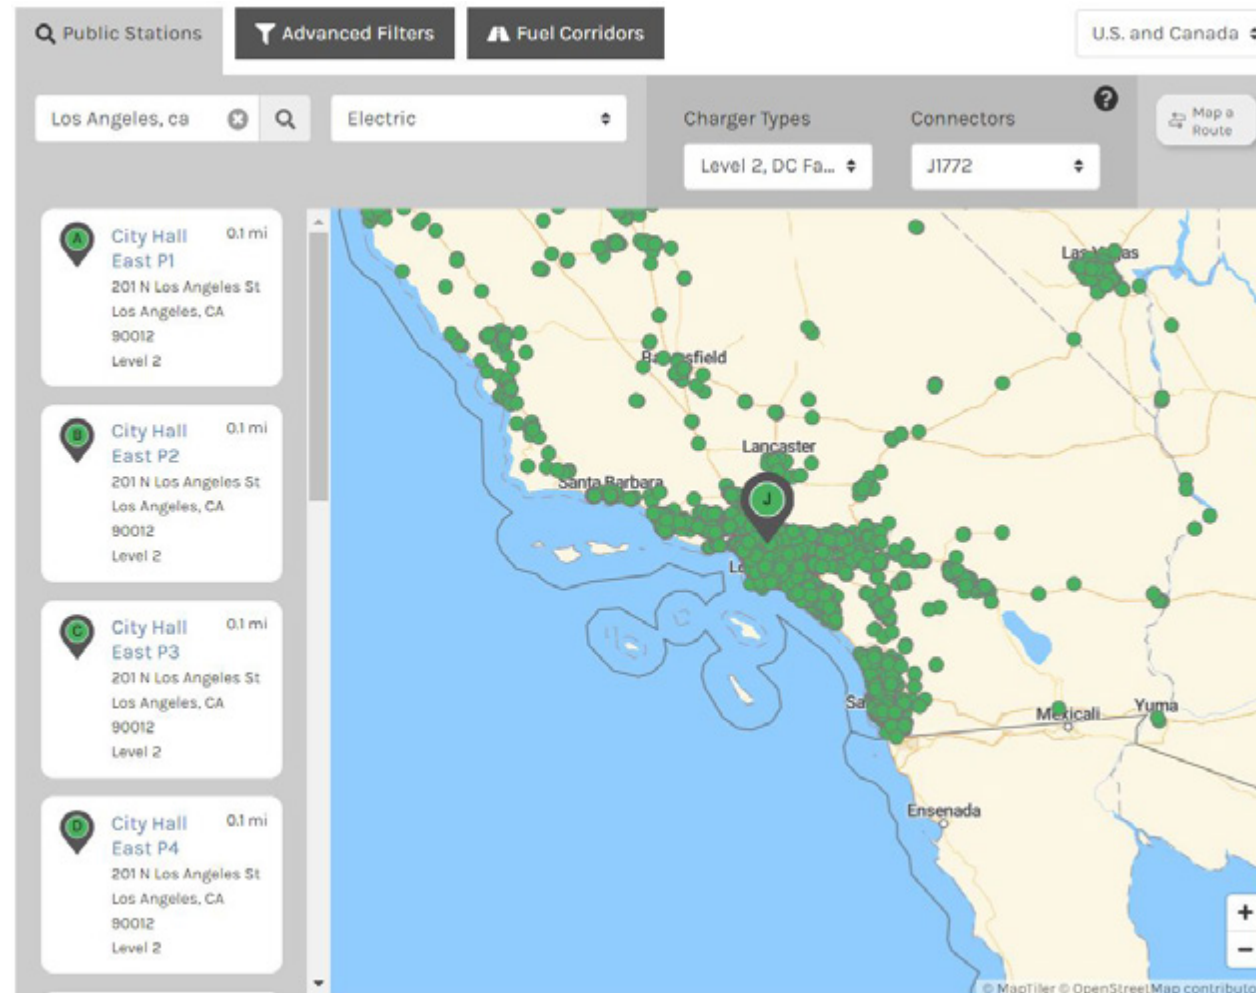 Public Stations
Advanced Filters
Fuel Corridors
U.S. and Canada
Los Angeles, ca
Electric
Charger Types
Level 2, DC Fa...
Connectors
J1772
?
Map a
Route
A
City Hall
East P1
0.1 mi
201 N Los Angeles St
Los Angeles, CA
90012
Level 2
B
City Hall
East P2
0.1 mi
201 N Los Angeles St
Los Angeles, CA
90012
Level 2
C
City Hall
East P3
0.1 mi
201 N Los Angeles St
Los Angeles, CA
90012
Level 2
D
City Hall
East P4
0.1 mi
201 N Los Angeles St
Los Angeles, CA
90012
Level 2
Lancaster
Santa Barbara
J
Mexicali
Yuma
Ensenada
+
−
© MapTiler © OpenStreetMap contributo